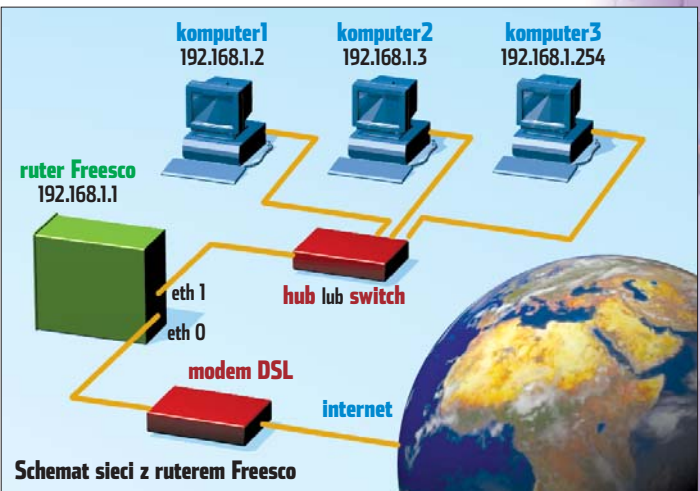 komputer1
192.168.1.2
komputer2
192.168.1.3
komputer3
192.168.1.254
ruter Freesco
192.168.1.1
eth 1
eth 0
hub lub switch
modem DSL
internet
Schemat sieci z ruterem Freesco